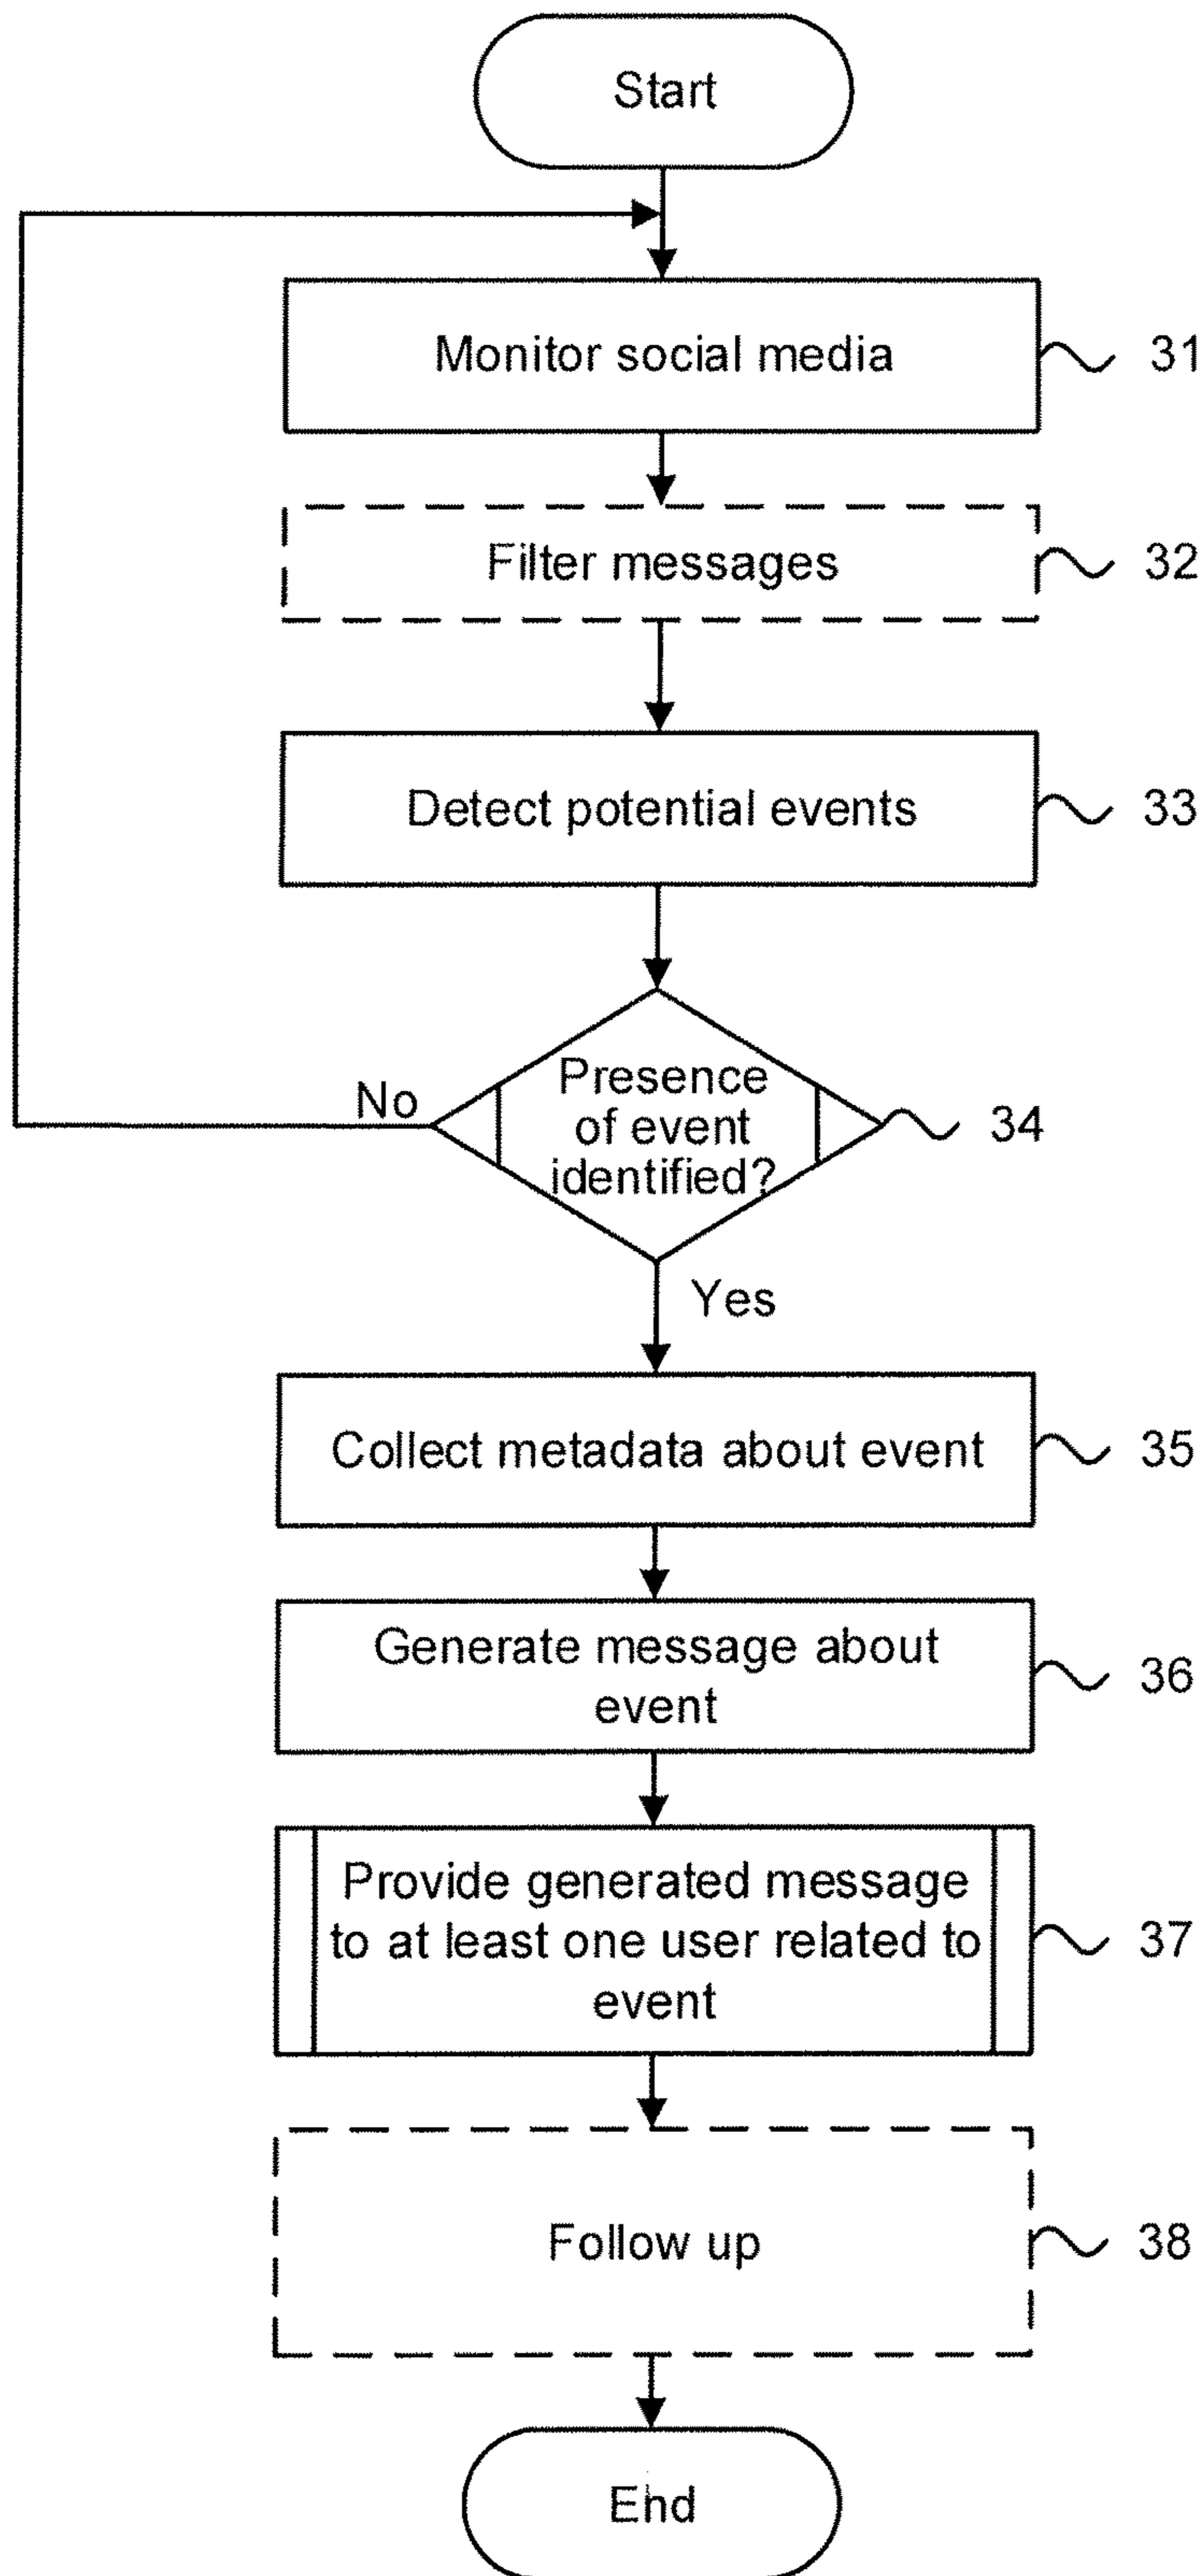 Start
Monitor social media
31
Filter messages
32
Detect potential events
33
No
Presence
of event
identified?
34
Yes
Collect metadata about event
35
Generate message about
event
36
Provide generated message
to at least one user related to
event
37
Follow up
38
End